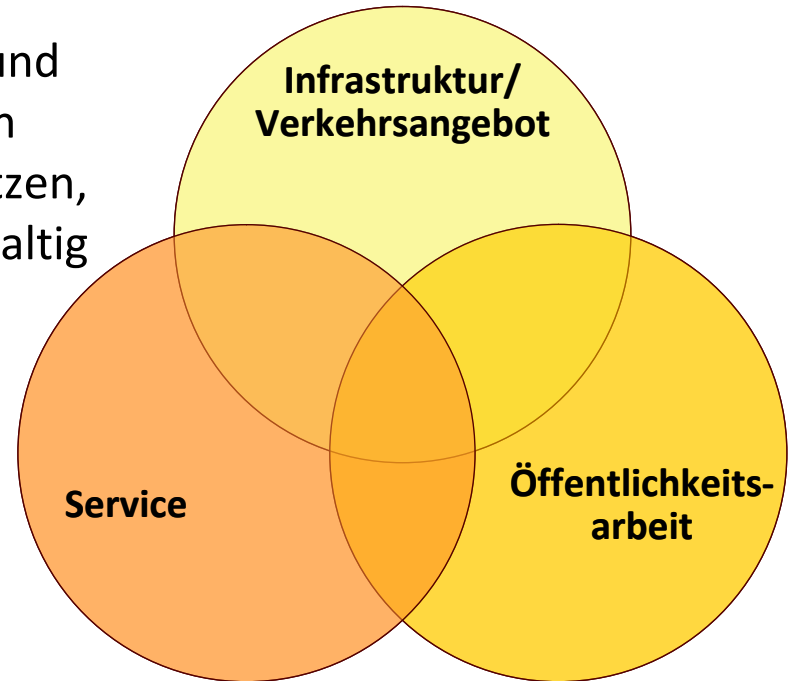 und
n
tzen,
altig
Infrastruktur/
Verkehrsangebot
Service
Öffentlichkeits-
arbeit